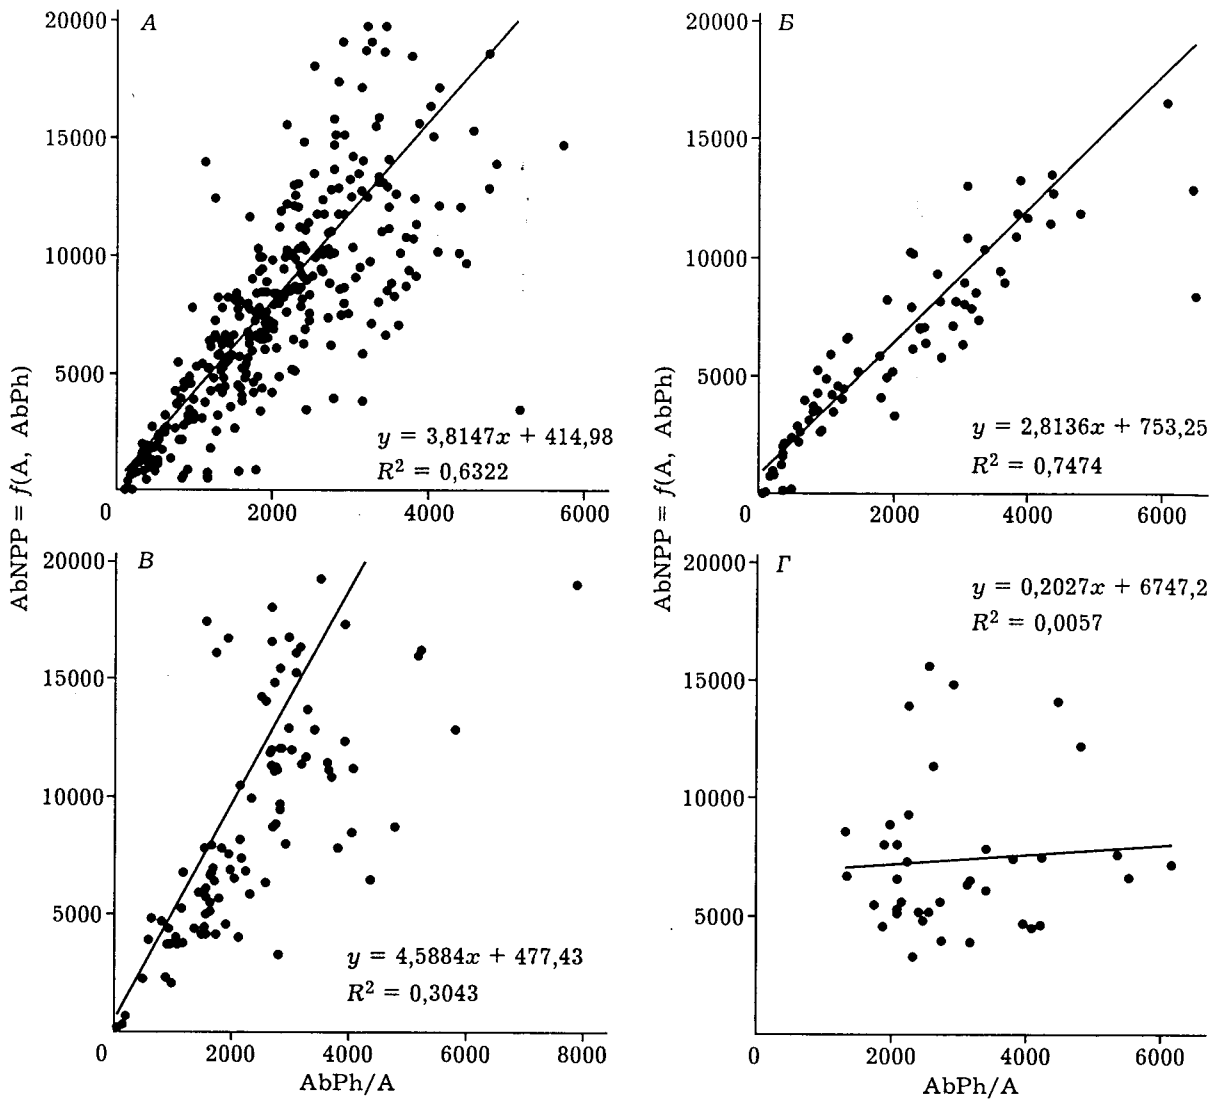 20000
А
15000
10000
5000
y = 3,8147x + 414,98
R² = 0,6322
0
2000
4000
6000
20000
Б
15000
10000
5000
y = 2,8136x + 753,25
R² = 0,7474
0
2000
4000
6000
AbNPP = f(A, AbPh)
AbNPP = f(A, AbPh)
20000
В
15000
10000
5000
y = 4,5884x + 477,43
R² = 0,3043
0
2000
4000
6000
8000
AbPh/A
20000
Г
y = 0,2027x + 6747,2
R² = 0,0057
15000
10000
5000
0
2000
4000
6000
AbPh/A